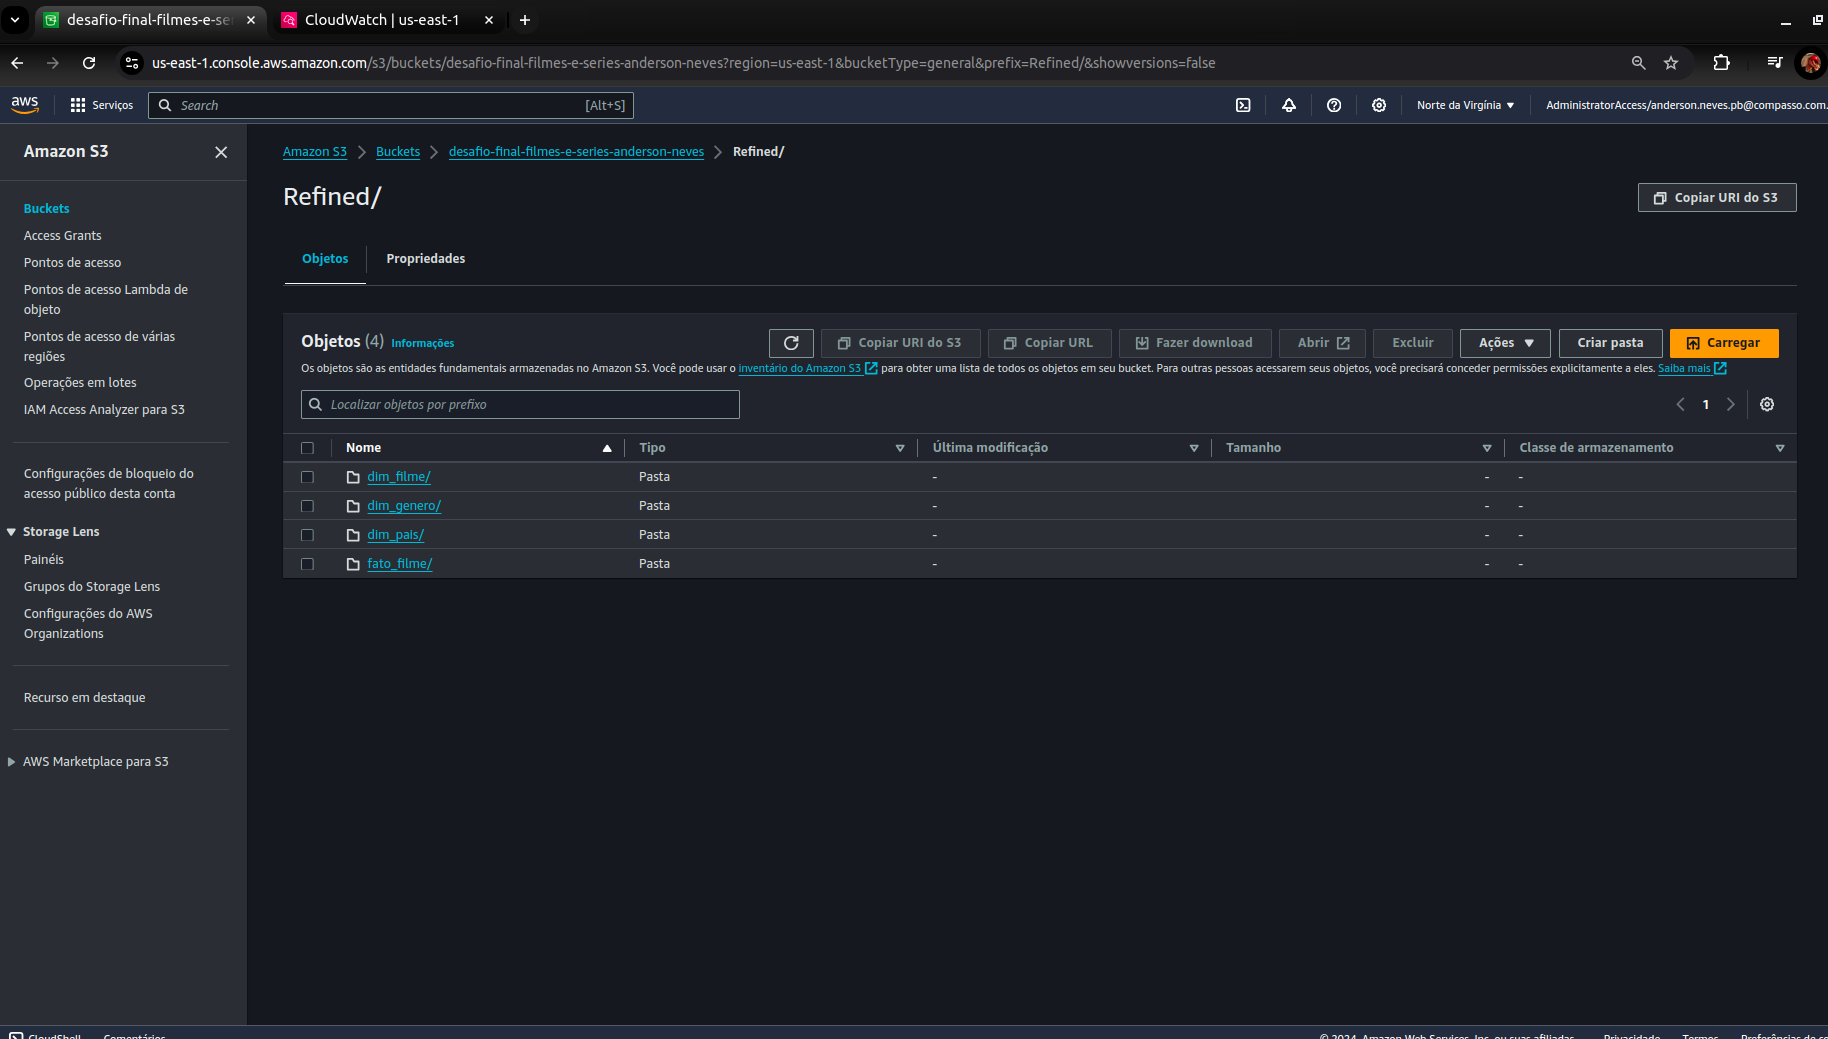 desafio-final-filmes-e-se
CloudWatch | us-east-1
us-east-1.console.aws.amazon.com/s3/buckets/desafio-final-filmes-e-series-anderson-neves?region=us-east-1&bucketType=general&prefix=Refined/&showversions=false
aws
Serviços
Search
[Alt+S]
Norte da Virgínia
AdministratorAccess/anderson.neves.pb@compasso.com.
Amazon S3
Buckets
Access Grants
Pontos de acesso
Pontos de acesso Lambda de
objeto
Pontos de acesso de várias
regiões
Operações em lotes
IAM Access Analyzer para S3
Configurações de bloqueio do
acesso público desta conta
Storage Lens
Painéis
Grupos do Storage Lens
Configurações do AWS
Organizations
Recurso em destaque
AWS Marketplace para S3
Amazon S3 > Buckets > desafio-final-filmes-e-series-anderson-neves > Refined/
Refined/
Copiar URI do S3
Objetos
Propriedades
Objetos (4) Informações
Copiar URI do S3
Copiar URL
Fazer download
Abrir
Excluir
Ações
Criar pasta
Carregar
Os objetos são as entidades fundamentais armazenadas no Amazon S3. Você pode usar o inventário do Amazon S3 para obter uma lista de todos os objetos em seu bucket. Para outras pessoas acessarem seus objetos, você precisará conceder permissões explicitamente a eles. Saiba mais
Localizar objetos por prefixo
1
Nome Tipo Última modificação Tamanho Classe de armazenamento
dim_filme/ Pasta - - -
dim_genero/ Pasta - - -
dim_pais/ Pasta - - -
fato_filme/ Pasta - - -
CloudShell Comentários
© 2024, Amazon Web Services, Inc. ou suas afiliadas. Privacidade Termos Preferências de